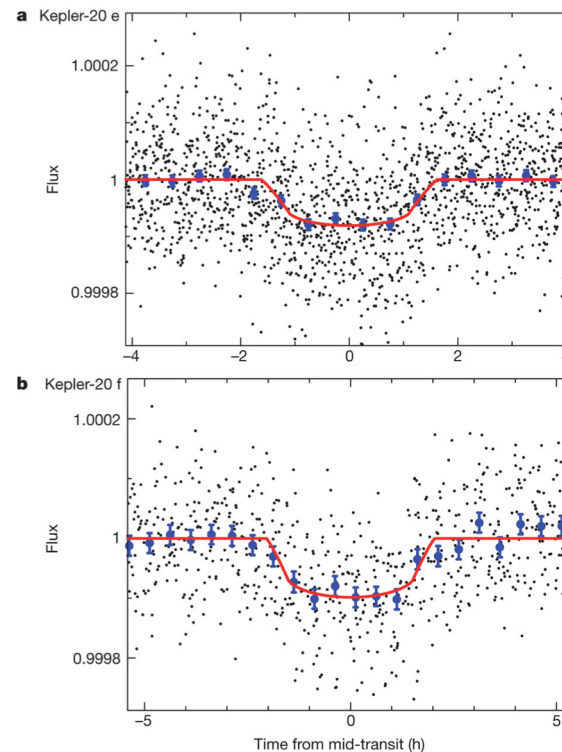 a Kepler-20 e
1.0002
1
0.9998
Flux
−4 −2 0 2 4
b Kepler-20 f
1.0002
1
0.9998
Flux
−5 0 5
Time from mid-transit (h)